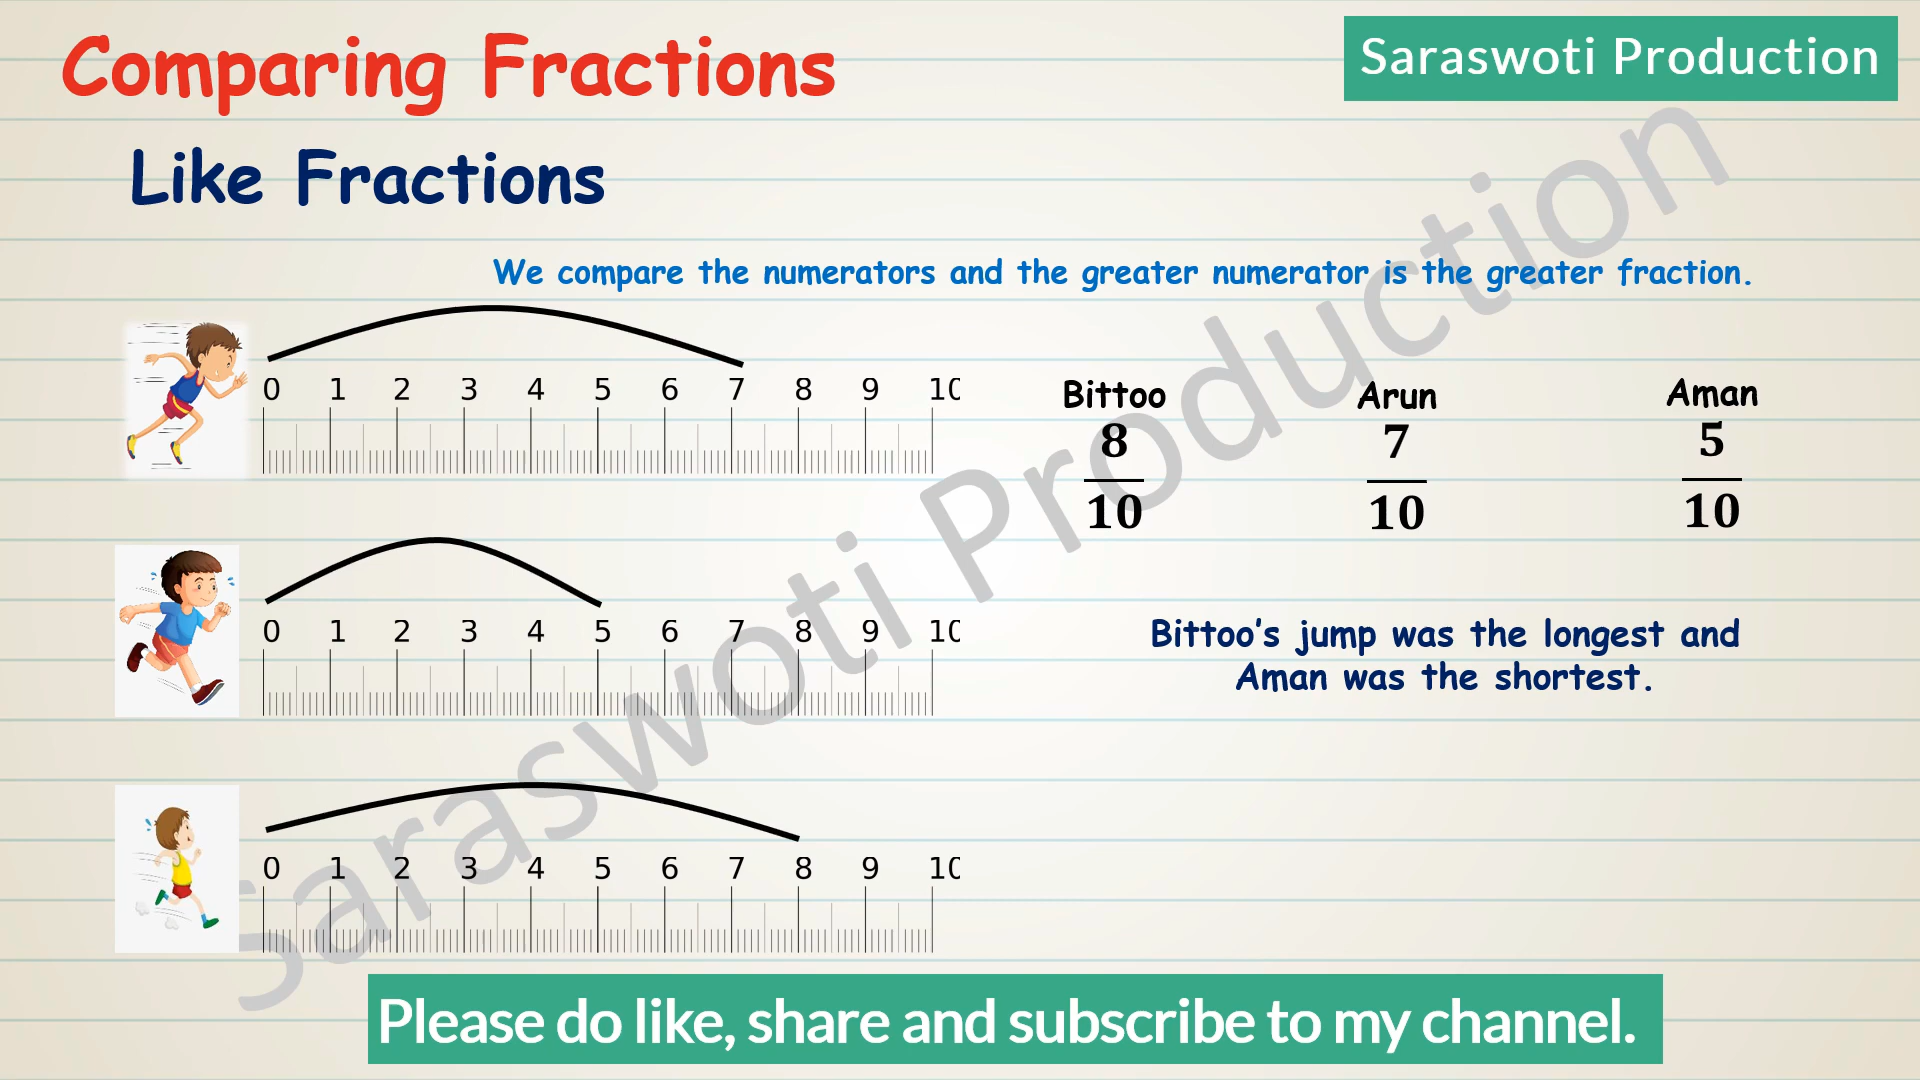 Comparing Fractions
Saraswoti Production
Like Fractions
We compare the numerators and the greater numerator is the greater fraction.
0 1 2 3 4 5 6 7 8 9 10
Bittoo Arun Aman
8 7 5
10 10 10
0 1 2 3 4 5 6 7 8 9 10
Bittoo's jump was the longest and
Aman was the shortest.
0 1 2 3 4 5 6 7 8 9 10
Saraswoti Production
Please do like, share and subscribe to my channel.